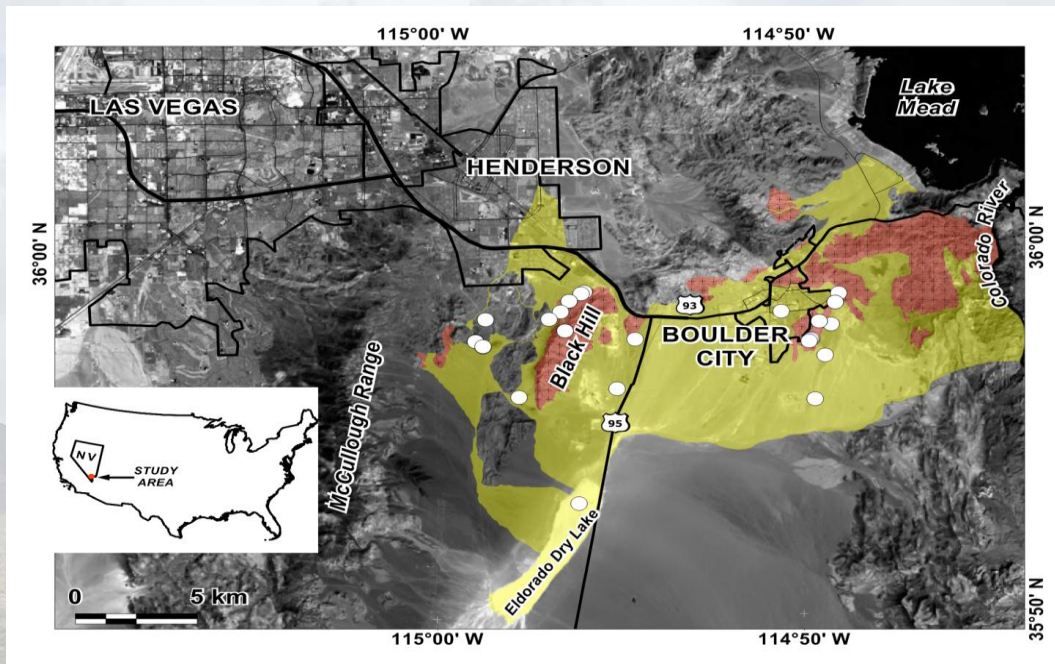 115°00' W
114°50' W
LAS VEGAS
Lake
Mead
HENDERSON
36°00' N
36°00' N
Colorado River
93
BOULDER
CITY
Black Hill
McCullough Range
95
NV
STUDY
AREA
Eldorado Dry Lake
0
5 km
35°50' N
115°00' W
114°50' W